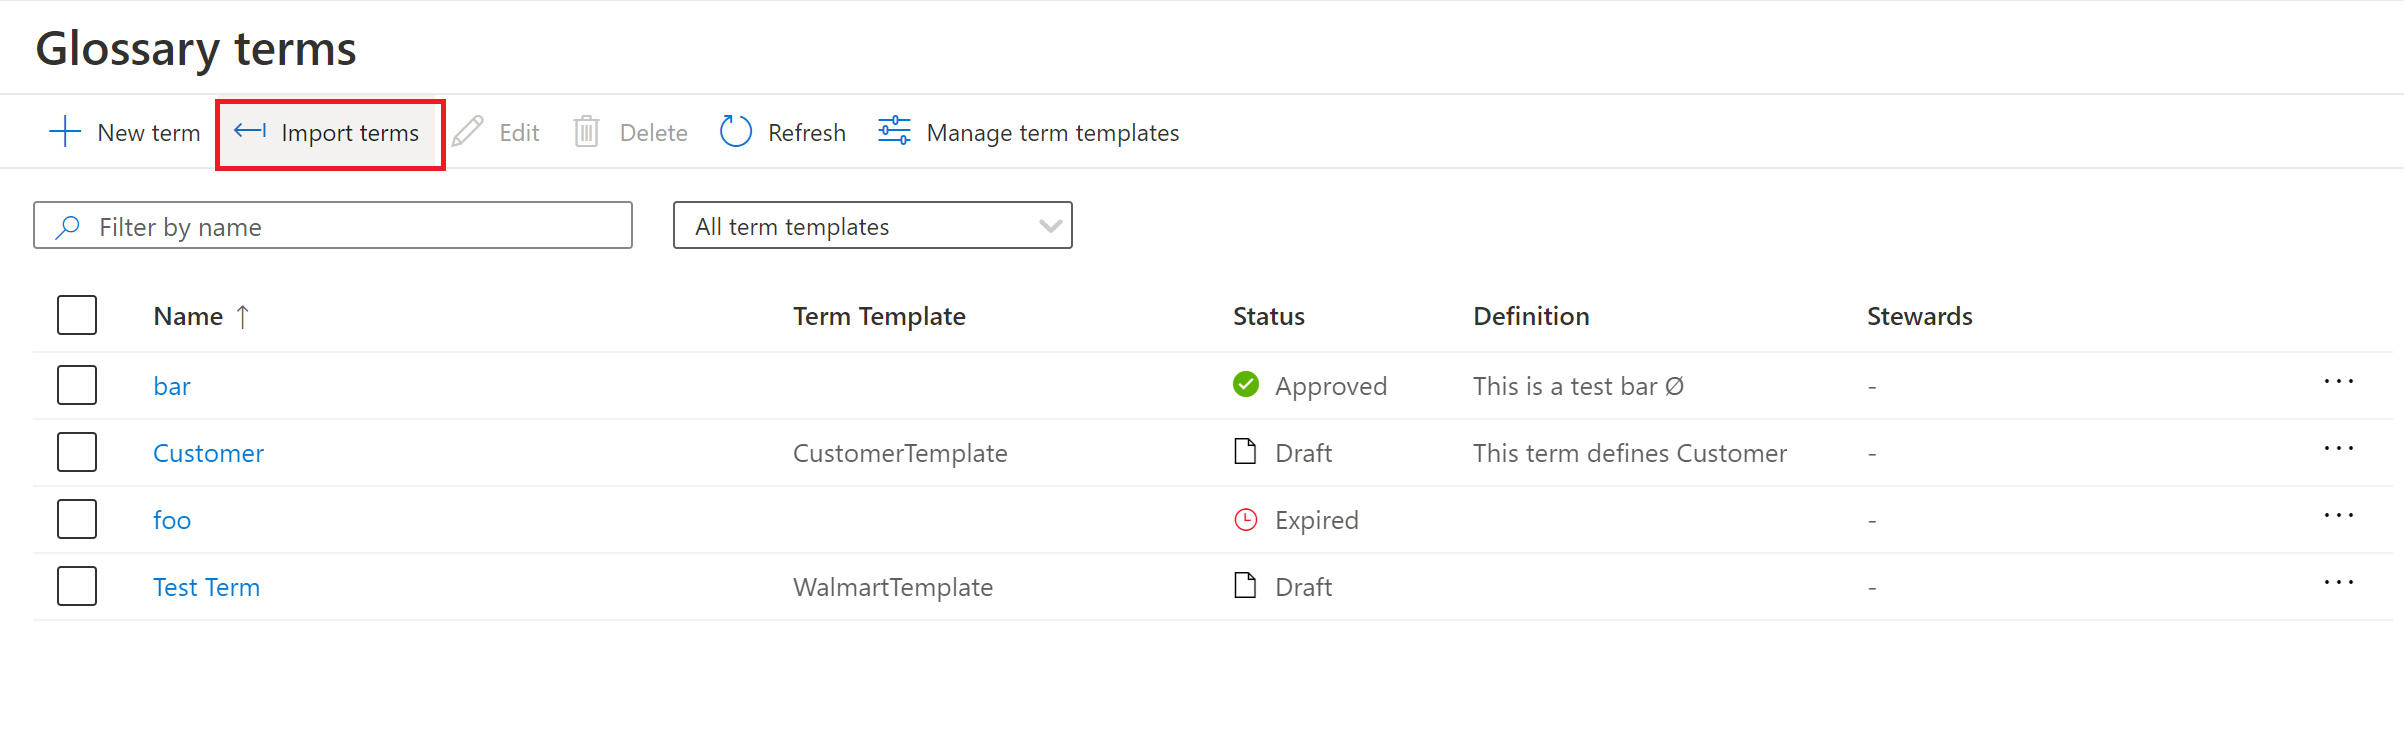 Glossary terms
New term Import terms Edit Delete Refresh Manage term templates
Filter by name All term templates
Name ↑ Term Template Status Definition Stewards
bar Approved This is a test bar Ø - ...
Customer CustomerTemplate Draft This term defines Customer - ...
foo Expired - ...
Test Term WalmartTemplate Draft - ...